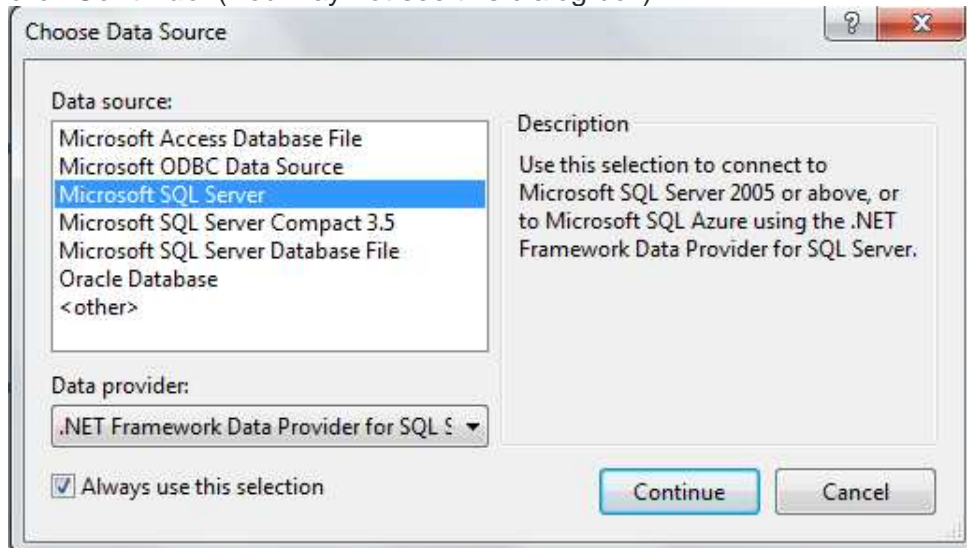 Choose Data Source
Data source:
Microsoft Access Database File
Microsoft ODBC Data Source
Microsoft SQL Server
Microsoft SQL Server Compact 3.5
Microsoft SQL Server Database File
Oracle Database
<other>
Description
Use this selection to connect to
Microsoft SQL Server 2005 or above, or
to Microsoft SQL Azure using the .NET
Framework Data Provider for SQL Server.
Data provider:
.NET Framework Data Provider for SQL S
Always use this selection
Continue
Cancel